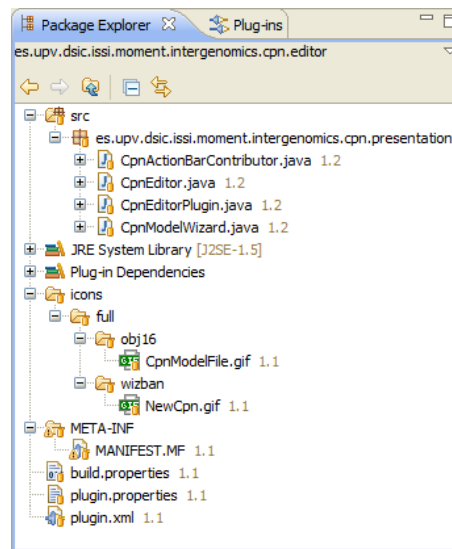 Package Explorer Plug-ins
es.upv.dsic.issi.moment.intergenomics.cpn.editor
src
es.upv.dsic.issi.moment.intergenomics.cpn.presentation
CpnActionBarContributor.java 1.2
CpnEditor.java 1.2
CpnEditorPlugin.java 1.2
CpnModelWizard.java 1.2
JRE System Library [J2SE-1.5]
Plug-in Dependencies
icons
full
obj16
GIF CpnModelFile.gif 1.1
wizban
GIF NewCpn.gif 1.1
META-INF
MANIFEST.MF 1.1
build.properties 1.1
plugin.properties 1.1
plugin.xml 1.1